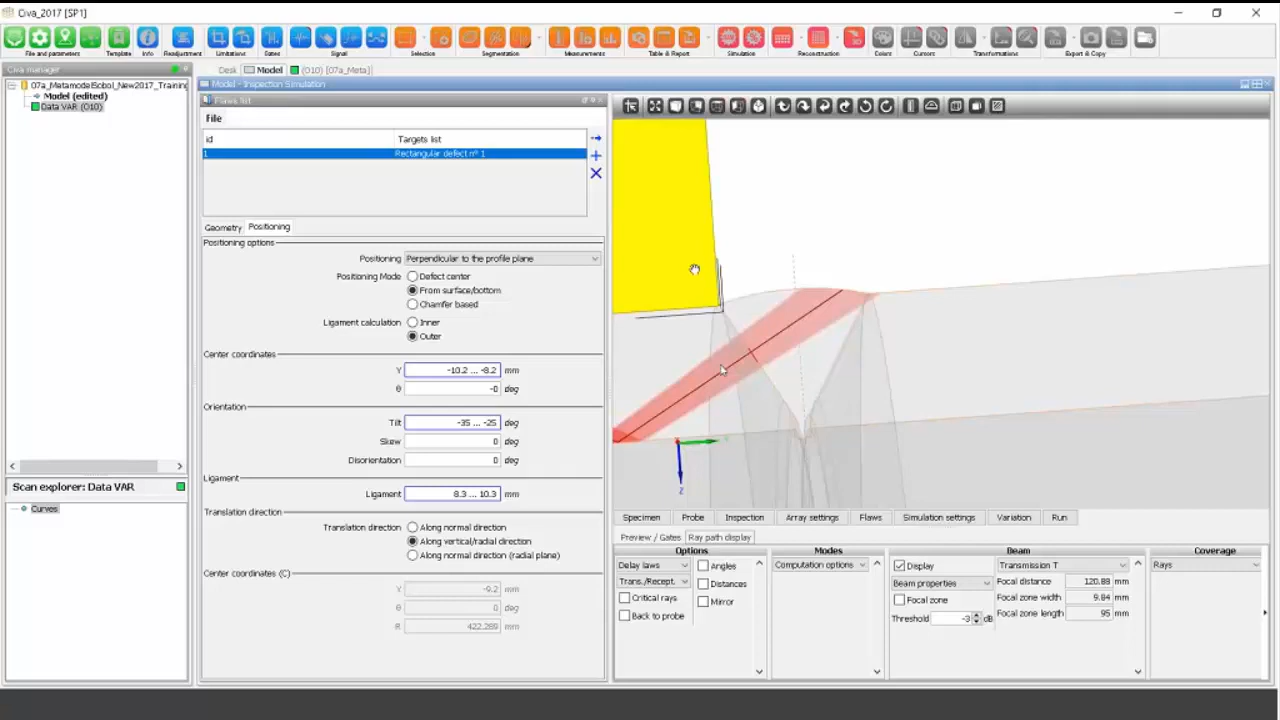 Civa_2017 [SP1]
File and parameters Template Info Readjustment Limitations Gates Signal Selection Segmentation Measurements Table & Report Simulation Reconstruction Colors Cursors Transformations Export & Copy
Civa manager
Desk Model (O10) [07a_Meta]
07a_MetamodelSobol_New2017_Training
Model (edited)
Data VAR (O10)
Model - Inspection Simulation
Flaws list
File
id Targets list
1 Rectangular defect n° 1
Geometry Positioning
Positioning options
Positioning Perpendicular to the profile plane
Positioning Mode Defect center
From surface/bottom
Chamfer based
Ligament calculation Inner
Outer
Center coordinates
Y -10.2 ... -8.2 mm
θ -0 deg
Orientation
Tilt -35 ... -25 deg
Skew 0 deg
Disorientation 0 deg
Ligament
Ligament 8.3 ... 10.3 mm
Translation direction
Translation direction Along normal direction
Along vertical/radial direction
Along normal direction (radial plane)
Center coordinates (C)
Y -9.2 mm
θ 0 deg
R 422.289 mm
Scan explorer: Data VAR
Curves
Z
Specimen Probe Inspection Array settings Flaws Simulation settings Variation Run
Preview / Gates Ray path display
Options Modes Beam Coverage
Delay laws Angles Computation options Display Transmission T Rays
Trans./Recept. Distances Beam properties Focal distance 120.88 mm
Critical rays Mirror Focal zone Focal zone width 9.84 mm
Back to probe Threshold -3 dB Focal zone length 95 mm